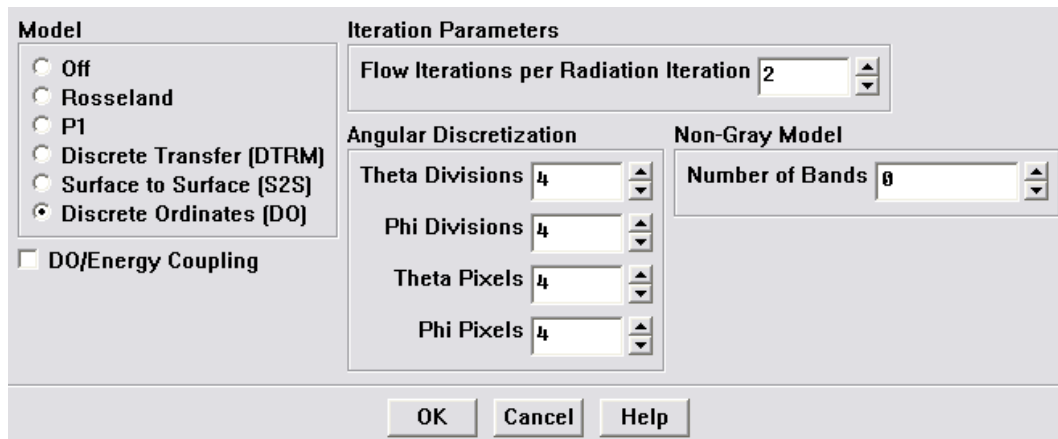 Model
Off
Rosseland
P1
Discrete Transfer (DTRM)
Surface to Surface (S2S)
Discrete Ordinates (DO)
DO/Energy Coupling
Iteration Parameters
Flow Iterations per Radiation Iteration 2
Angular Discretization
Theta Divisions 4
Phi Divisions 4
Theta Pixels 4
Phi Pixels 4
Non-Gray Model
Number of Bands 0
OK Cancel Help